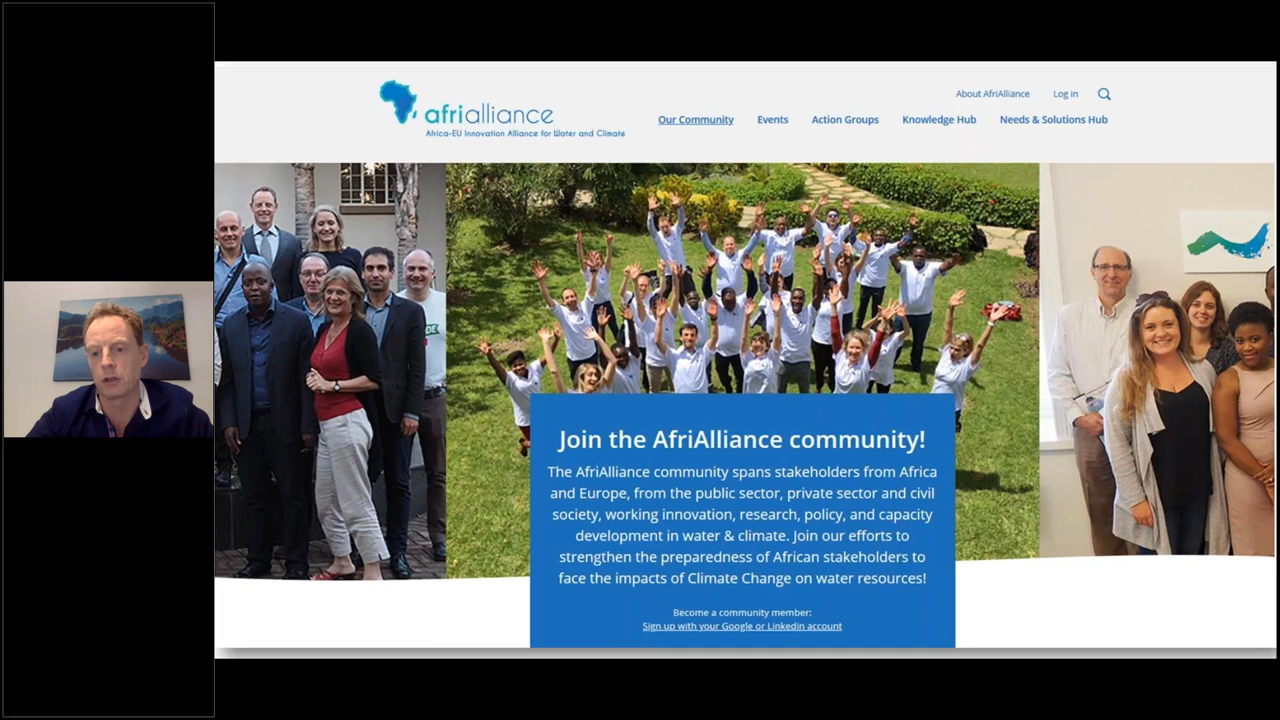 About AfriAlliance Log in
afrialliance
Africa-EU Innovation Alliance for Water and Climate
Our Community Events Action Groups Knowledge Hub Needs & Solutions Hub
Join the AfriAlliance community!
The AfriAlliance community spans stakeholders from Africa
and Europe, from the public sector, private sector and civil
society, working innovation, research, policy, and capacity
development in water & climate. Join our efforts to
strengthen the preparedness of African stakeholders to
face the impacts of Climate Change on water resources!
Become a community member:
Sign up with your Google or Linkedin account